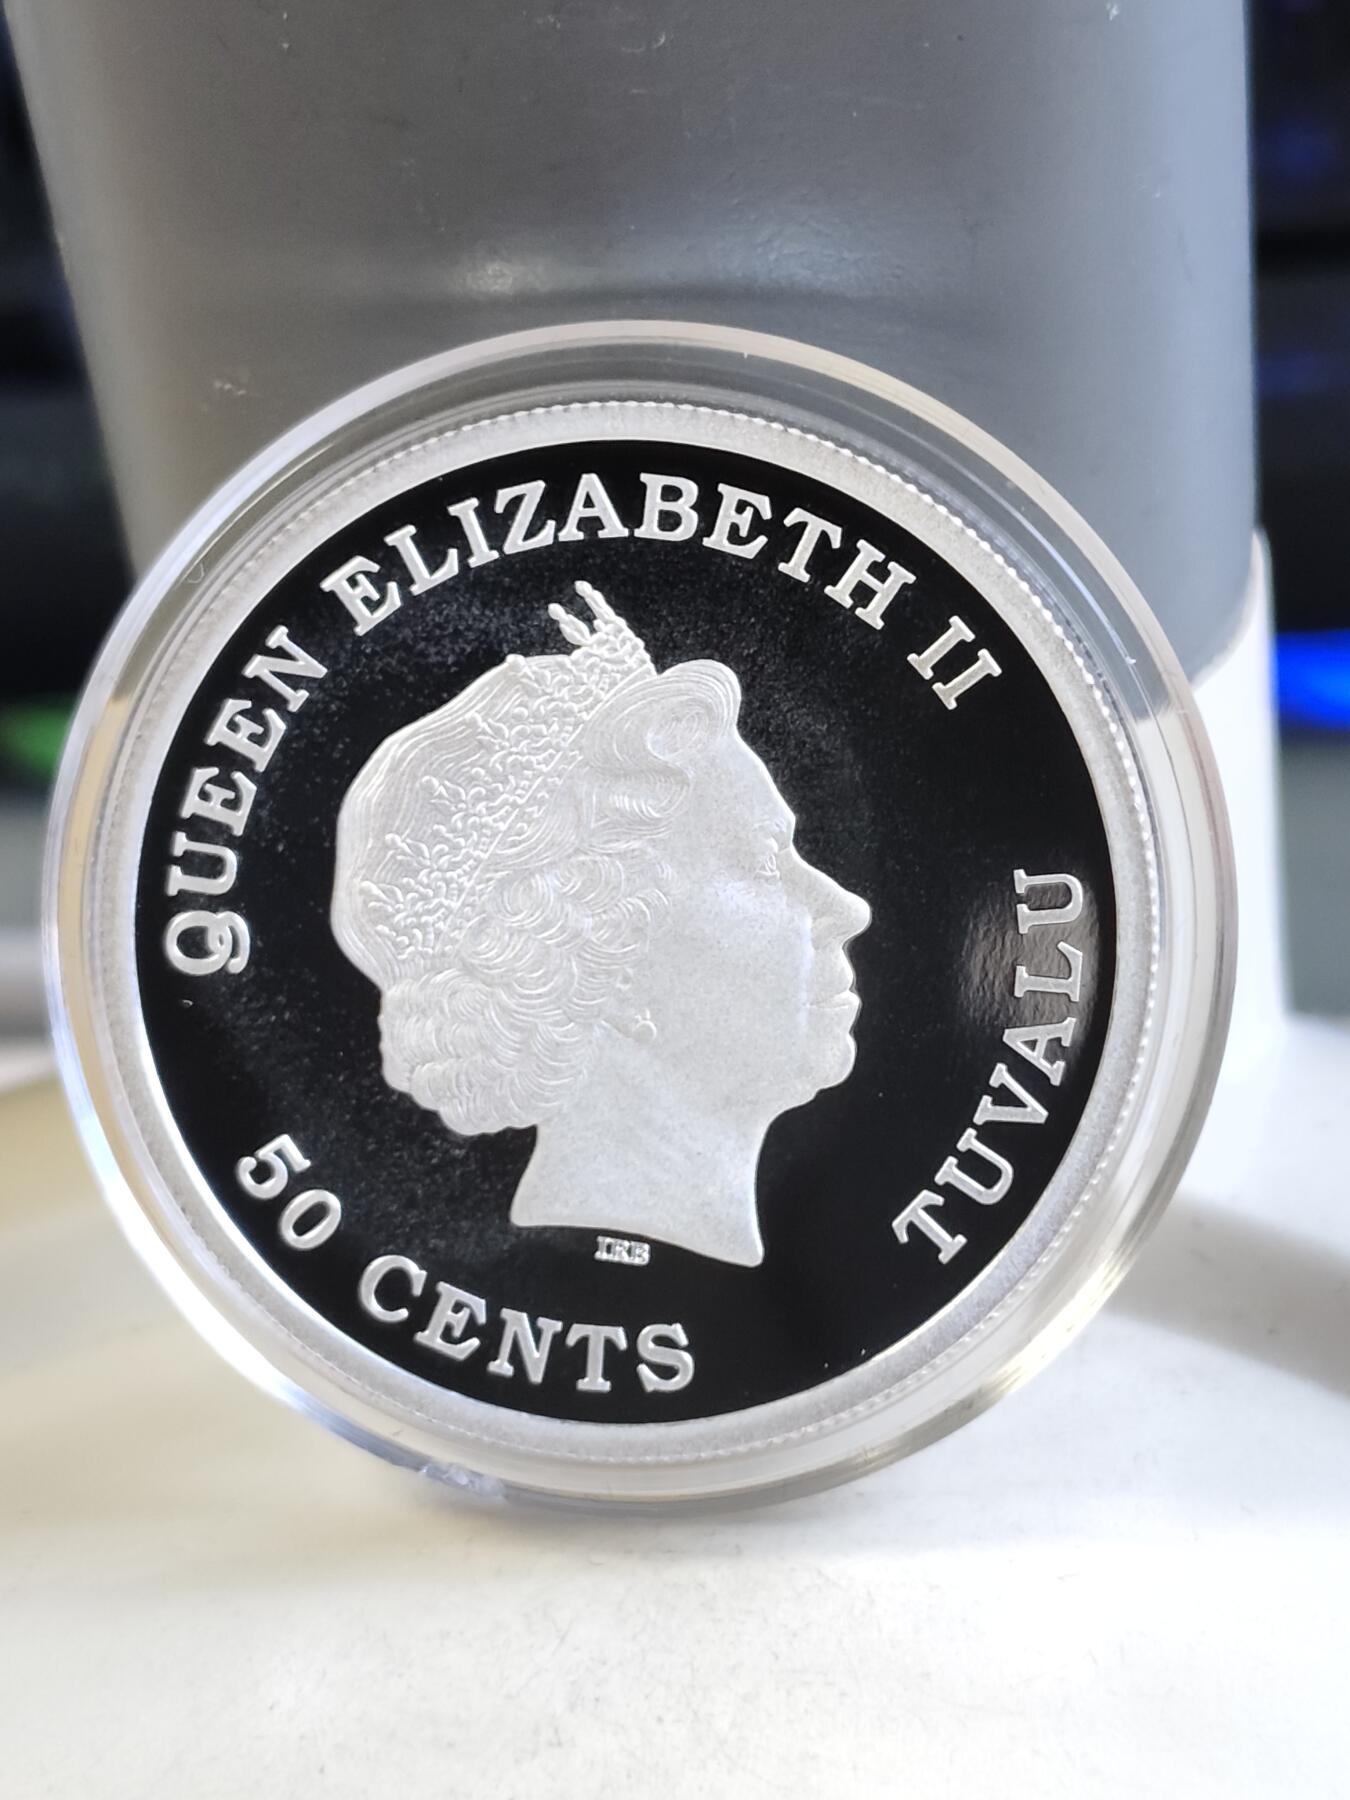 QUEEN ELIZABETH II
TUVALU
50 CENTS
IRB